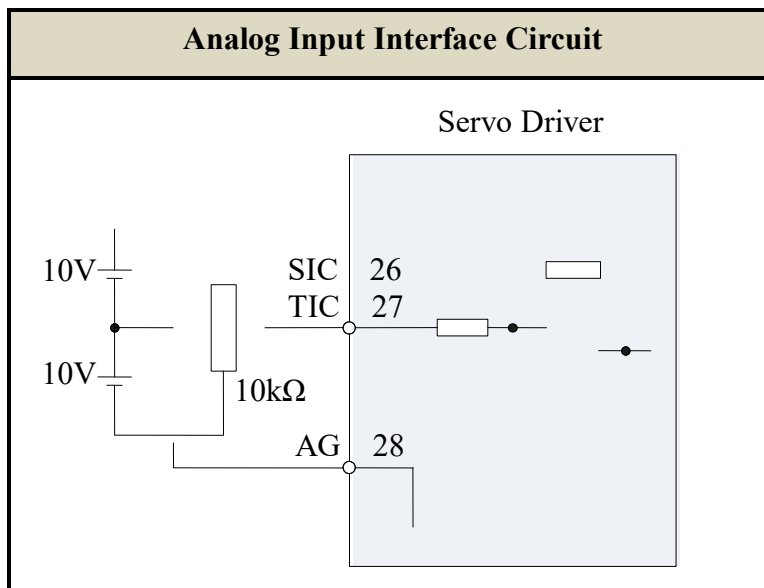 Analog Input Interface Circuit
Servo Driver
10V
SIC 26
TIC 27
10V
10kΩ
AG 28